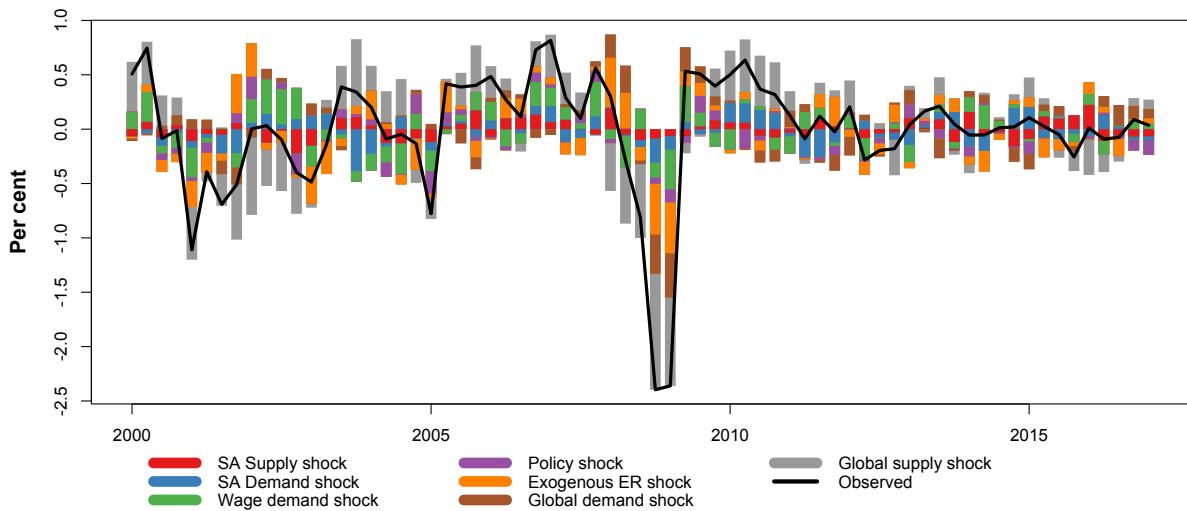 1.0
0.5
0.0
-0.5
-1.0
-1.5
-2.0
-2.5
Per cent
2000 2005 2010 2015
SA Supply shock Policy shock Global supply shock
SA Demand shock Exogenous ER shock Observed
Wage demand shock Global demand shock